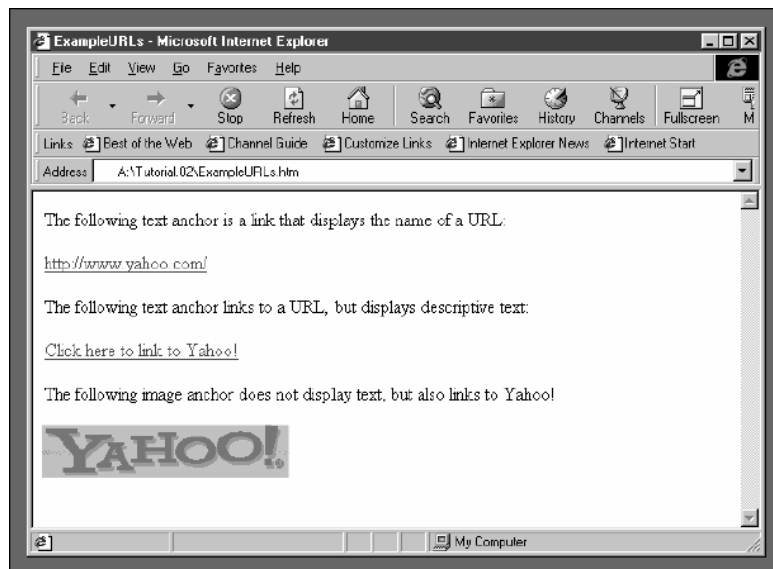 ExampleURLs - Microsoft Internet Explorer
File Edit View Go Favorites Help
Back Forward Stop Refresh Home Search Favorites History Channels Fullscreen M
Links Best of the Web Channel Guide Customize Links Internet Explorer News Internet Start
Address A:\Tutorial.02\ExampleURLs.htm
The following text anchor is a link that displays the name of a URL:
http://www.yahoo.com/
The following text anchor links to a URL, but displays descriptive text:
Click here to link to Yahoo!
The following image anchor does not display text, but also links to Yahoo!
YAHOO!
My Computer